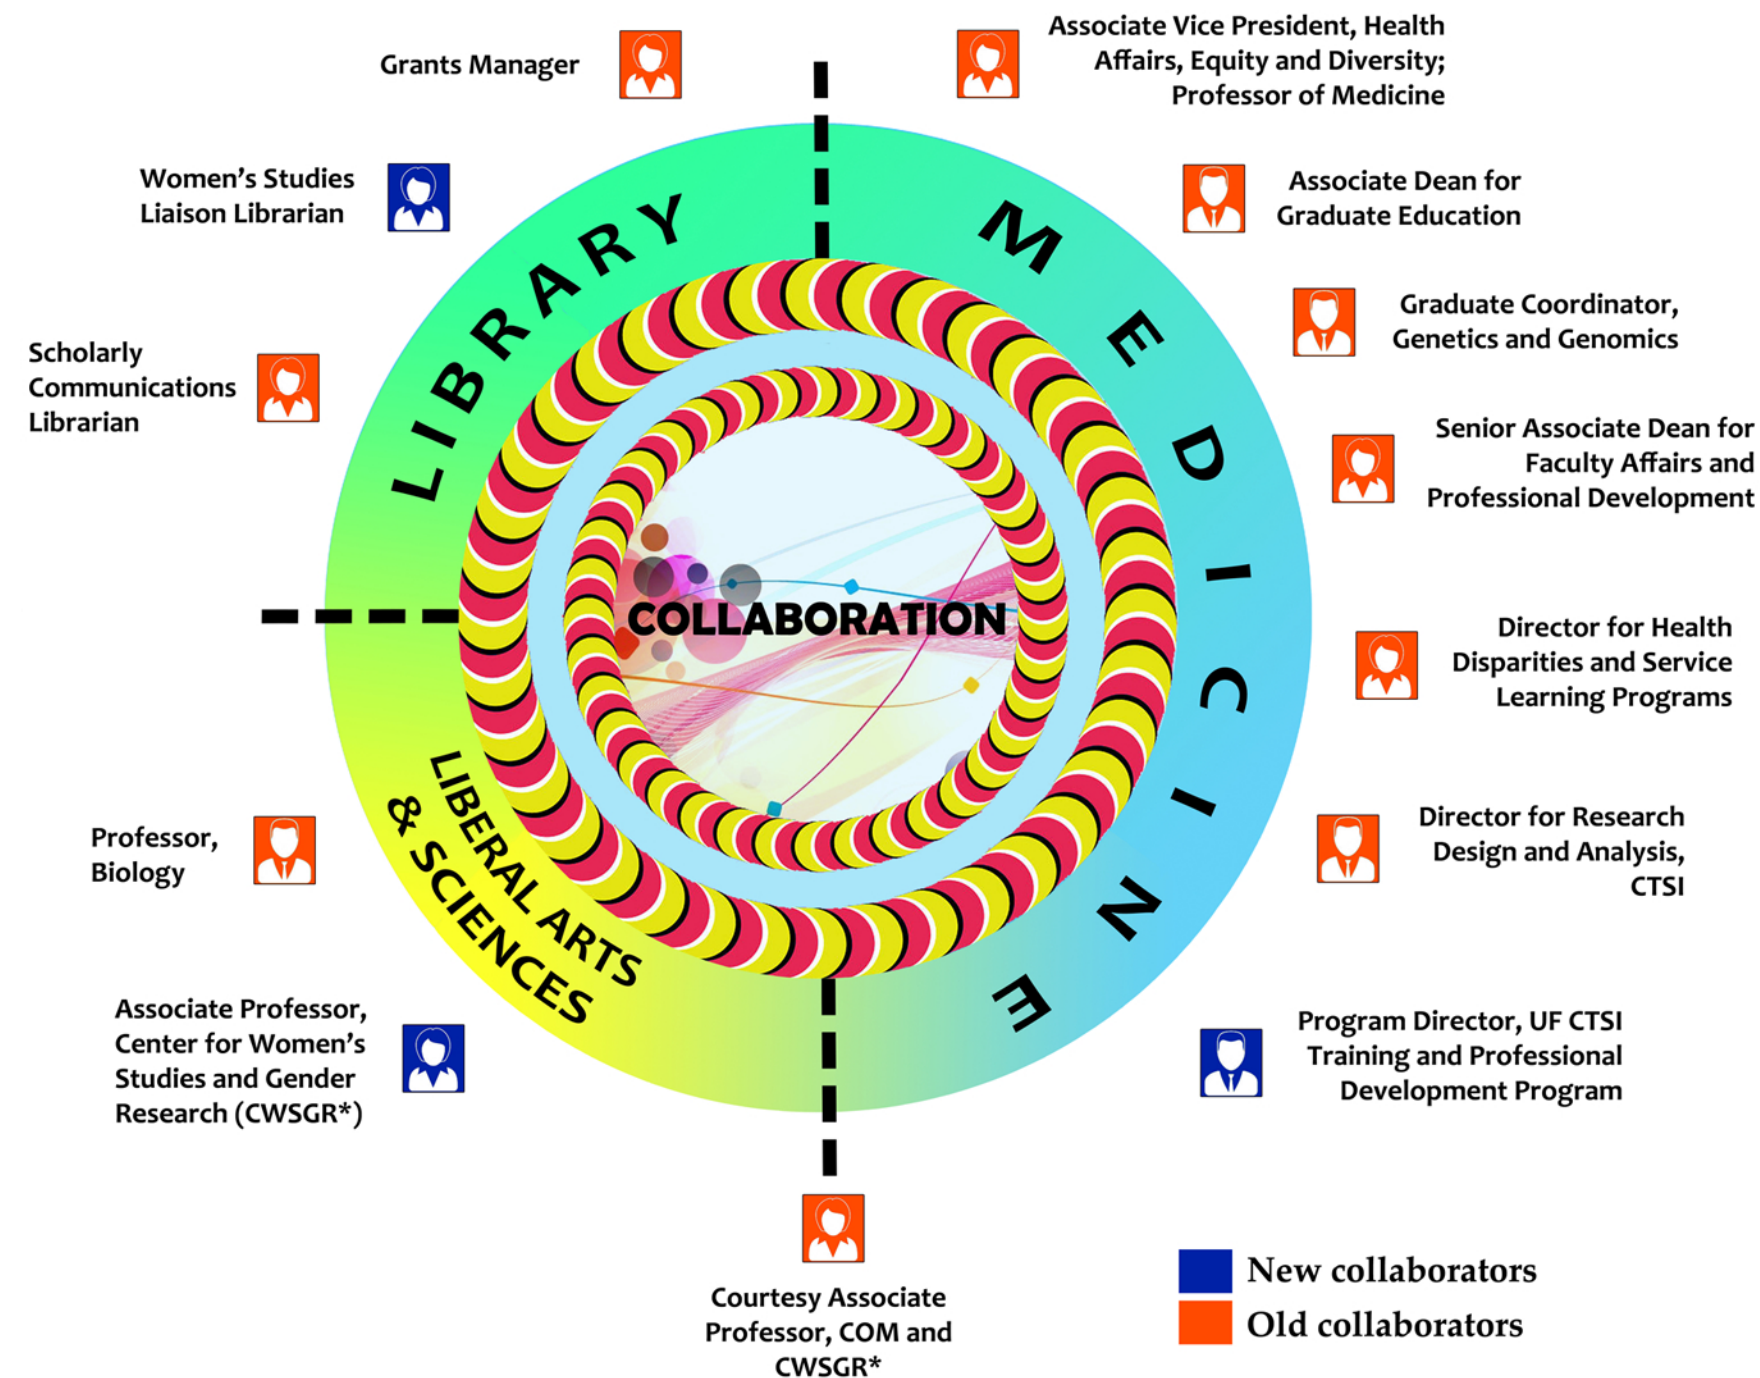 Grants Manager
Associate Vice President, Health
Affairs, Equity and Diversity;
Professor of Medicine
Women’s Studies
Liaison Librarian
Associate Dean for
Graduate Education
Scholarly
Communications
Librarian
Graduate Coordinator,
Genetics and Genomics
Senior Associate Dean for
Faculty Affairs and
Professional Development
LIBRARY
MEDICINE
COLLABORATION
Director for Health
Disparities and Service
Learning Programs
LIBERAL ARTS
& SCIENCES
Professor,
Biology
Director for Research
Design and Analysis,
CTSI
Associate Professor,
Center for Women’s
Studies and Gender
Research (CWSGR*)
Program Director, UF CTSI
Training and Professional
Development Program
Courtesy Associate
Professor, COM and
CWSGR*
New collaborators
Old collaborators